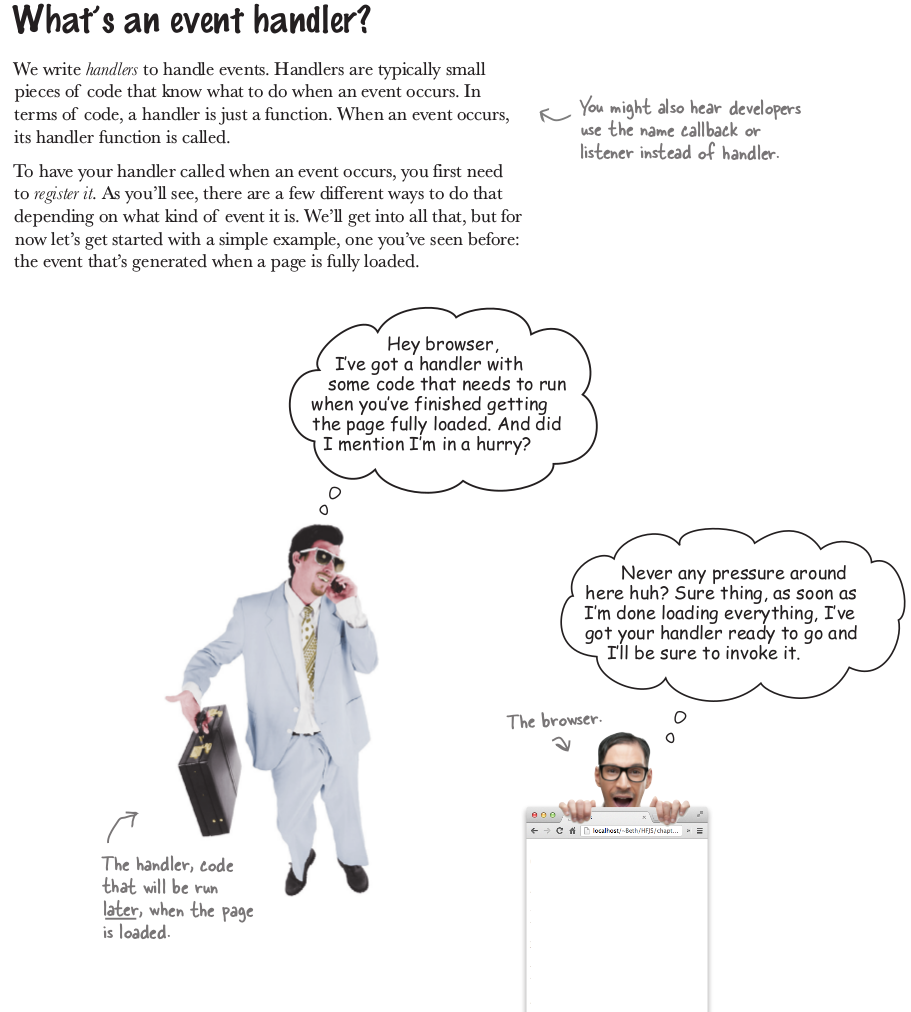 What's an event handler?
We write handlers to handle events. Handlers are typically small
pieces of code that know what to do when an event occurs. In
terms of code, a handler is just a function. When an event occurs,
its handler function is called.
You might also hear developers
use the name callback or
listener instead of handler.
To have your handler called when an event occurs, you first need
to register it. As you'll see, there are a few different ways to do that
depending on what kind of event it is. We'll get into all that, but for
now let's get started with a simple example, one you've seen before:
the event that's generated when a page is fully loaded.
Hey browser,
I've got a handler with
some code that needs to run
when you've finished getting
the page fully loaded. And did
I mention I'm in a hurry?
Never any pressure around
here huh? Sure thing, as soon as
I'm done loading everything, I've
got your handler ready to go and
I'll be sure to invoke it.
The browser.
localhost/~Beth/HFJS/chapt...
The handler, code
that will be run
later, when the page
is loaded.